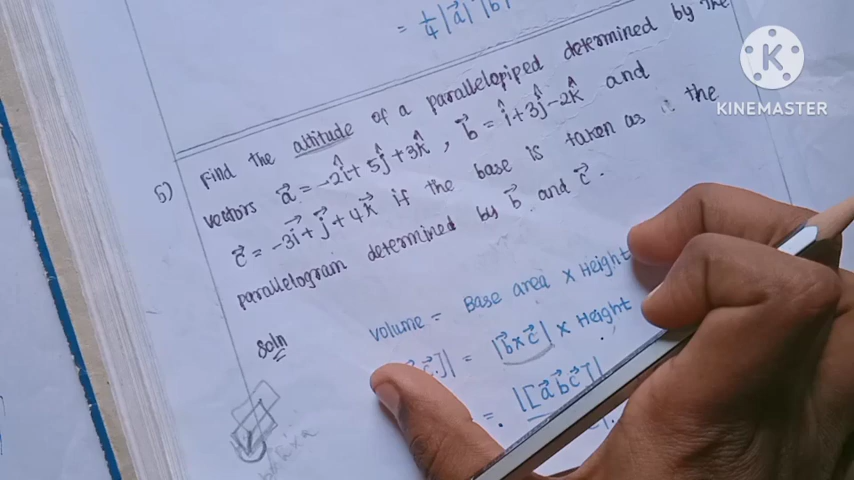 = 1/4 |a⃗| |b⃗|
KINEMASTER
5) Find the altitude of a parallelopiped determined by the
vectors a⃗ = -2î + 5ĵ + 3k̂, b⃗ = î + 3ĵ - 2k̂ and
c⃗ = -3i⃗ + j⃗ + 4k⃗ if the base is taken as the
parallelogram determined by b⃗ and c⃗.
Soln
Volume = Base area × Height
= |b⃗ × c⃗| × Height
= |[a⃗ b⃗ c⃗]|